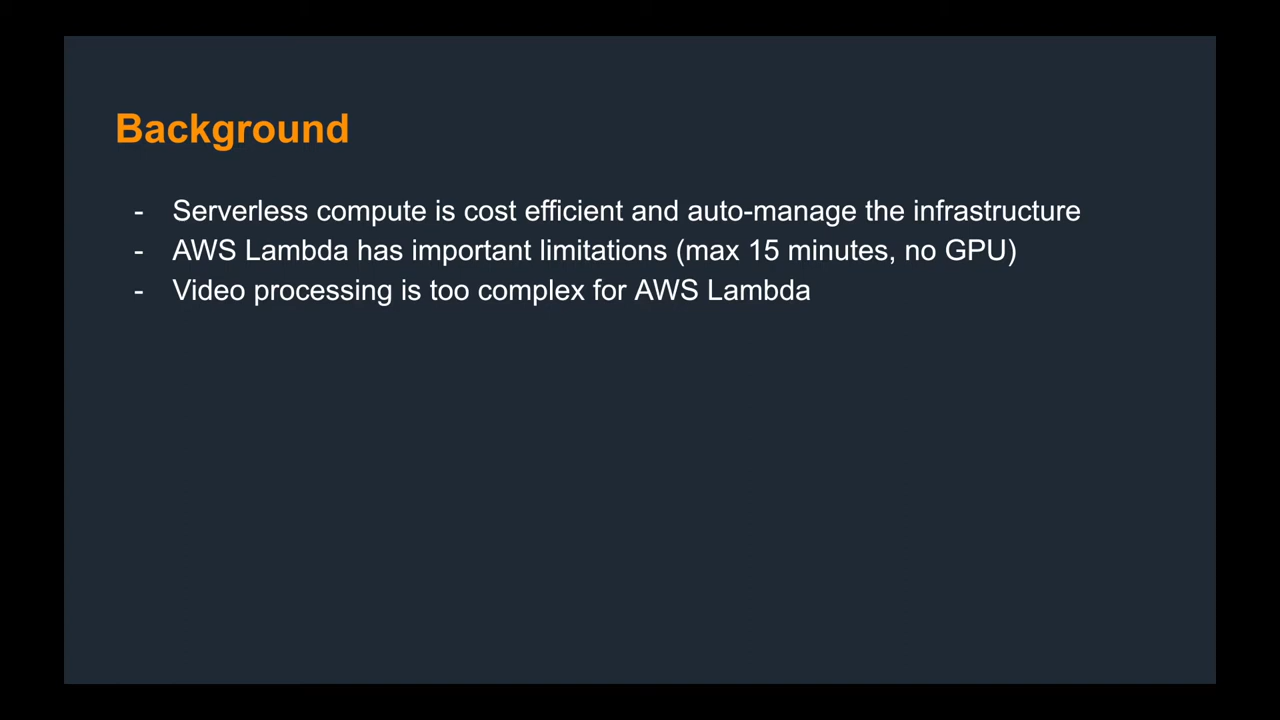 Background
- Serverless compute is cost efficient and auto-manage the infrastructure
- AWS Lambda has important limitations (max 15 minutes, no GPU)
- Video processing is too complex for AWS Lambda